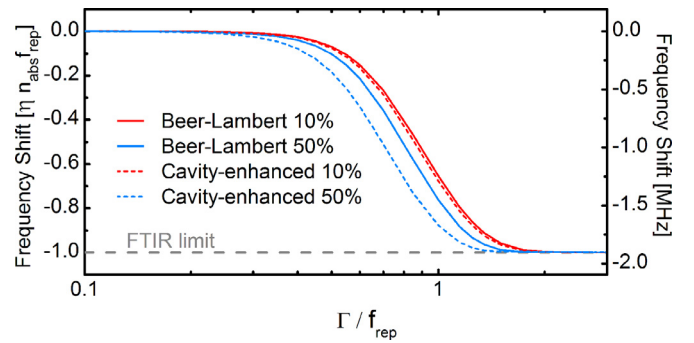 0.0
-0.2
-0.4
-0.6
-0.8
-1.0
Frequency Shift [η n_abs f_rep]
Beer-Lambert 10%
Beer-Lambert 50%
Cavity-enhanced 10%
Cavity-enhanced 50%
FTIR limit
0.0
-0.5
-1.0
-1.5
-2.0
Frequency Shift [MHz]
0.1
1
Γ / f_rep